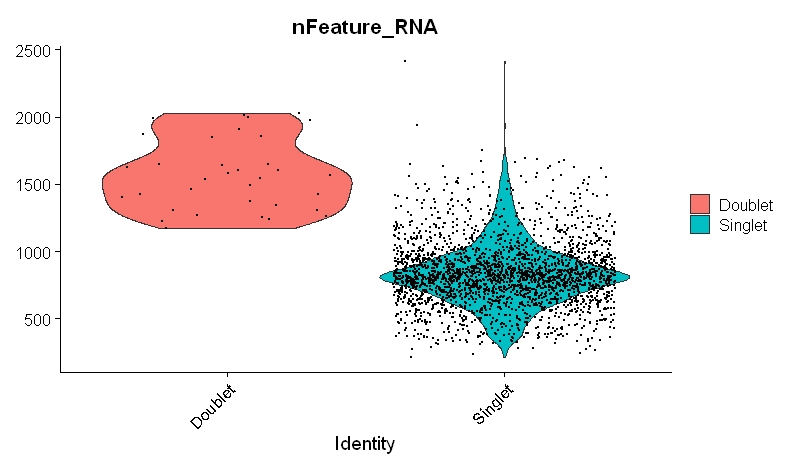 nFeature_RNA
2500
2000
1500
1000
500
Doublet
Singlet
Identity
Doublet
Singlet